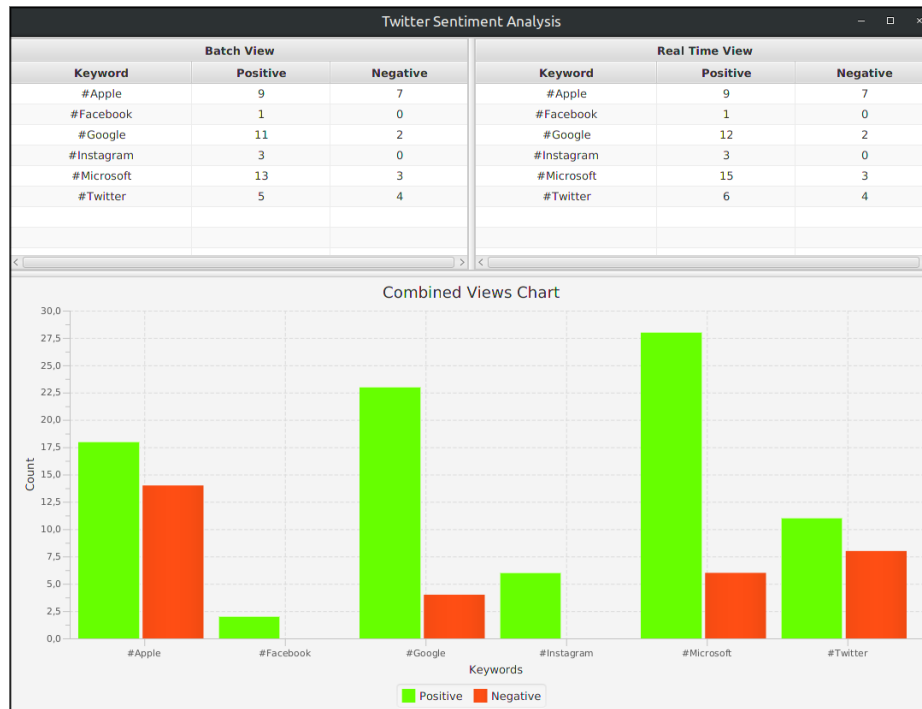 Twitter Sentiment Analysis
Batch View
Keyword Positive Negative
#Apple 9 7
#Facebook 1 0
#Google 11 2
#Instagram 3 0
#Microsoft 13 3
#Twitter 5 4
Real Time View
Keyword Positive Negative
#Apple 9 7
#Facebook 1 0
#Google 12 2
#Instagram 3 0
#Microsoft 15 3
#Twitter 6 4
Combined Views Chart
Count
30,0
27,5
25,0
22,5
20,0
17,5
15,0
12,5
10,0
7,5
5,0
2,5
0,0
#Apple #Facebook #Google #Instagram #Microsoft #Twitter
Keywords
Positive Negative